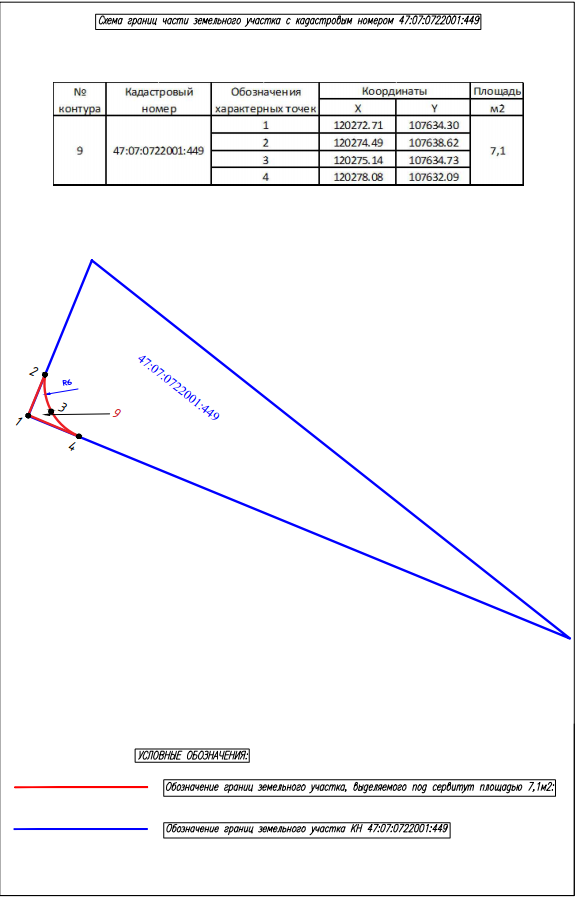 Схема границ части земельного участка с кадастровым номером 47:07:0722001:449
№ контура Кадастровый номер Обозначения характерных точек Координаты Площадь
X Y м2
9 47:07:0722001:449 1 120272.71 107634.30 7,1
2 120274.49 107638.62
3 120275.14 107634.73
4 120278.08 107632.09
47:07:0722001:449
2
R6
3
9
1
4
УСЛОВНЫЕ ОБОЗНАЧЕНИЯ:
Обозначение границ земельного участка, выделяемого под сервитут площадью 7,1м2:
Обозначение границ земельного участка КН 47:07:0722001:449